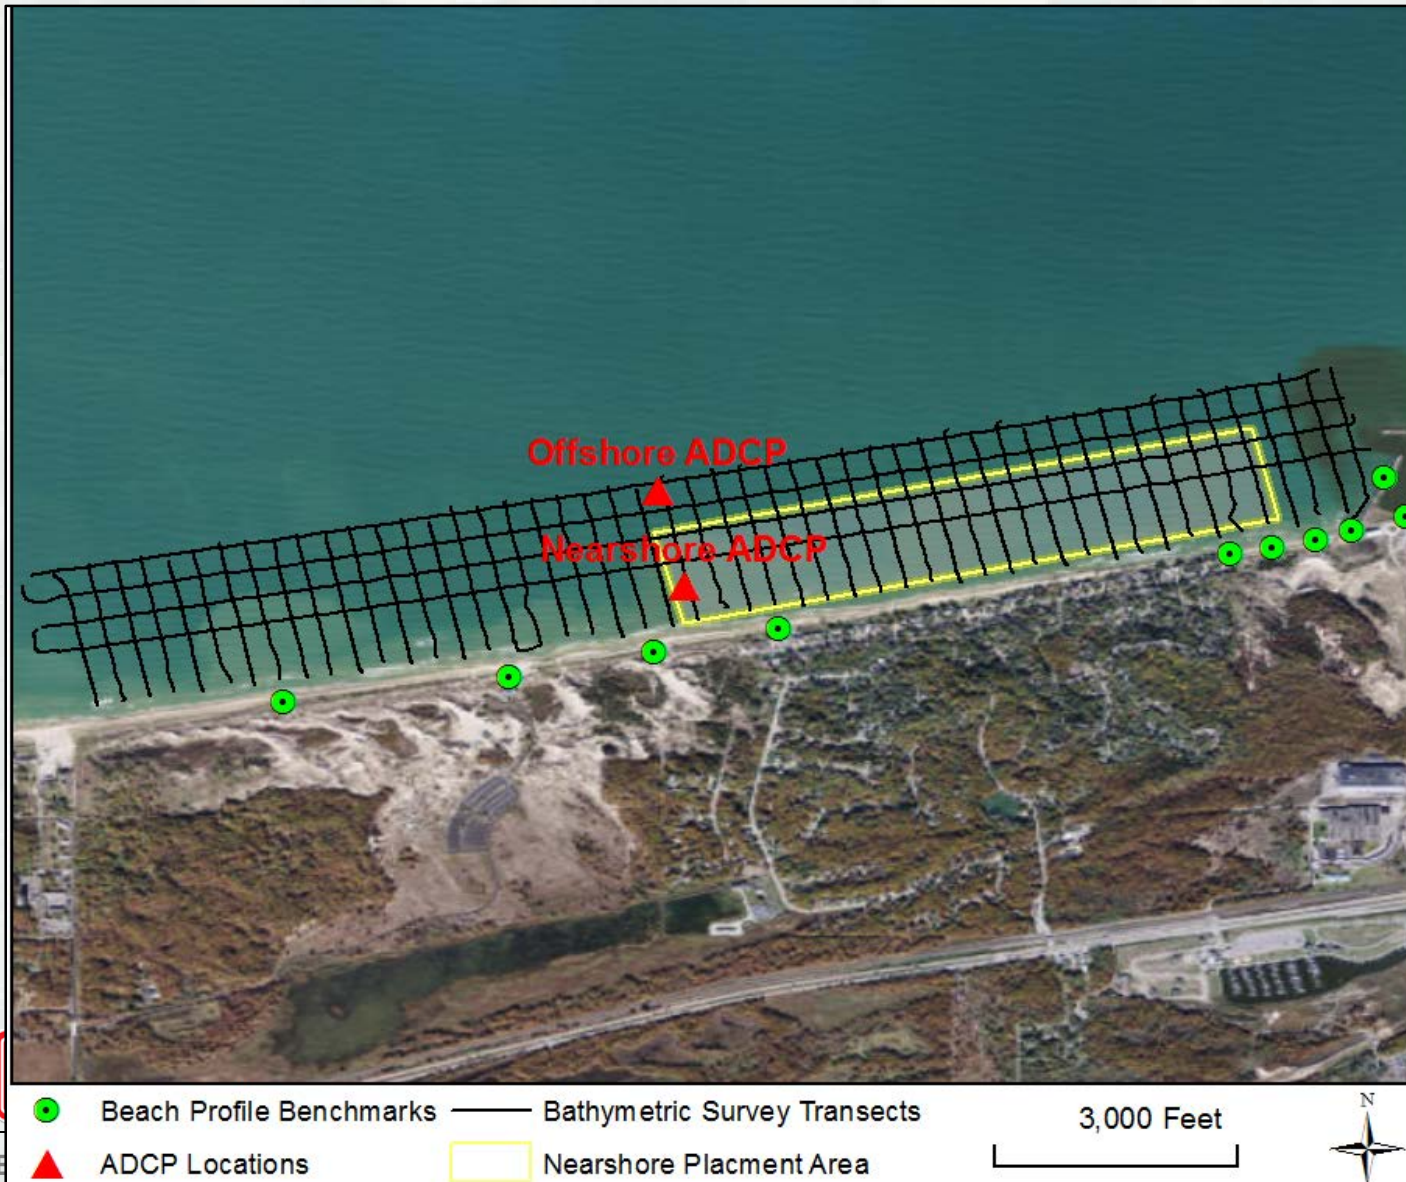 Offshore ADCP
Nearshore ADCP
Beach Profile Benchmarks
Bathymetric Survey Transects
3,000 Feet
N
ADCP Locations
Nearshore Placment Area